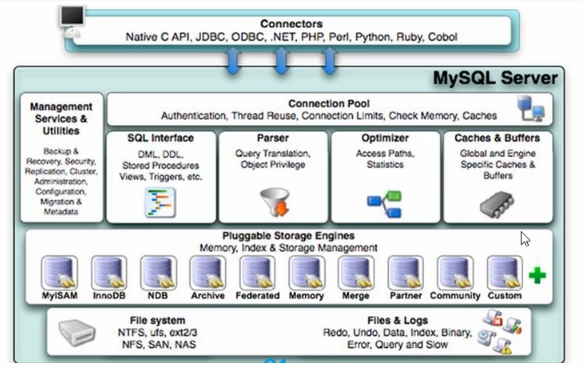 Connectors
Native C API, JDBC, ODBC, .NET, PHP, Perl, Python, Ruby, Cobol
MySQL Server
Management
Services &
Utilities
Backup &
Recovery, Security,
Replication, Cluster,
Administration,
Configuration,
Migration &
Metadata
Connection Pool
Authentication, Thread Reuse, Connection Limits, Check Memory, Caches
SQL Interface
DML, DDL,
Stored Procedures
Views, Triggers, etc.
Parser
Query Translation,
Object Privilege
Optimizer
Access Paths,
Statistics
Caches & Buffers
Global and Engine
Specific Caches &
Buffers
Pluggable Storage Engines
Memory, Index & Storage Management
MyISAM InnoDB NDB Archive Federated Memory Merge Partner Community Custom
File system
NTFS, ufs, ext2/3
NFS, SAN, NAS
Files & Logs
Redo, Undo, Data, Index, Binary,
Error, Query and Slow